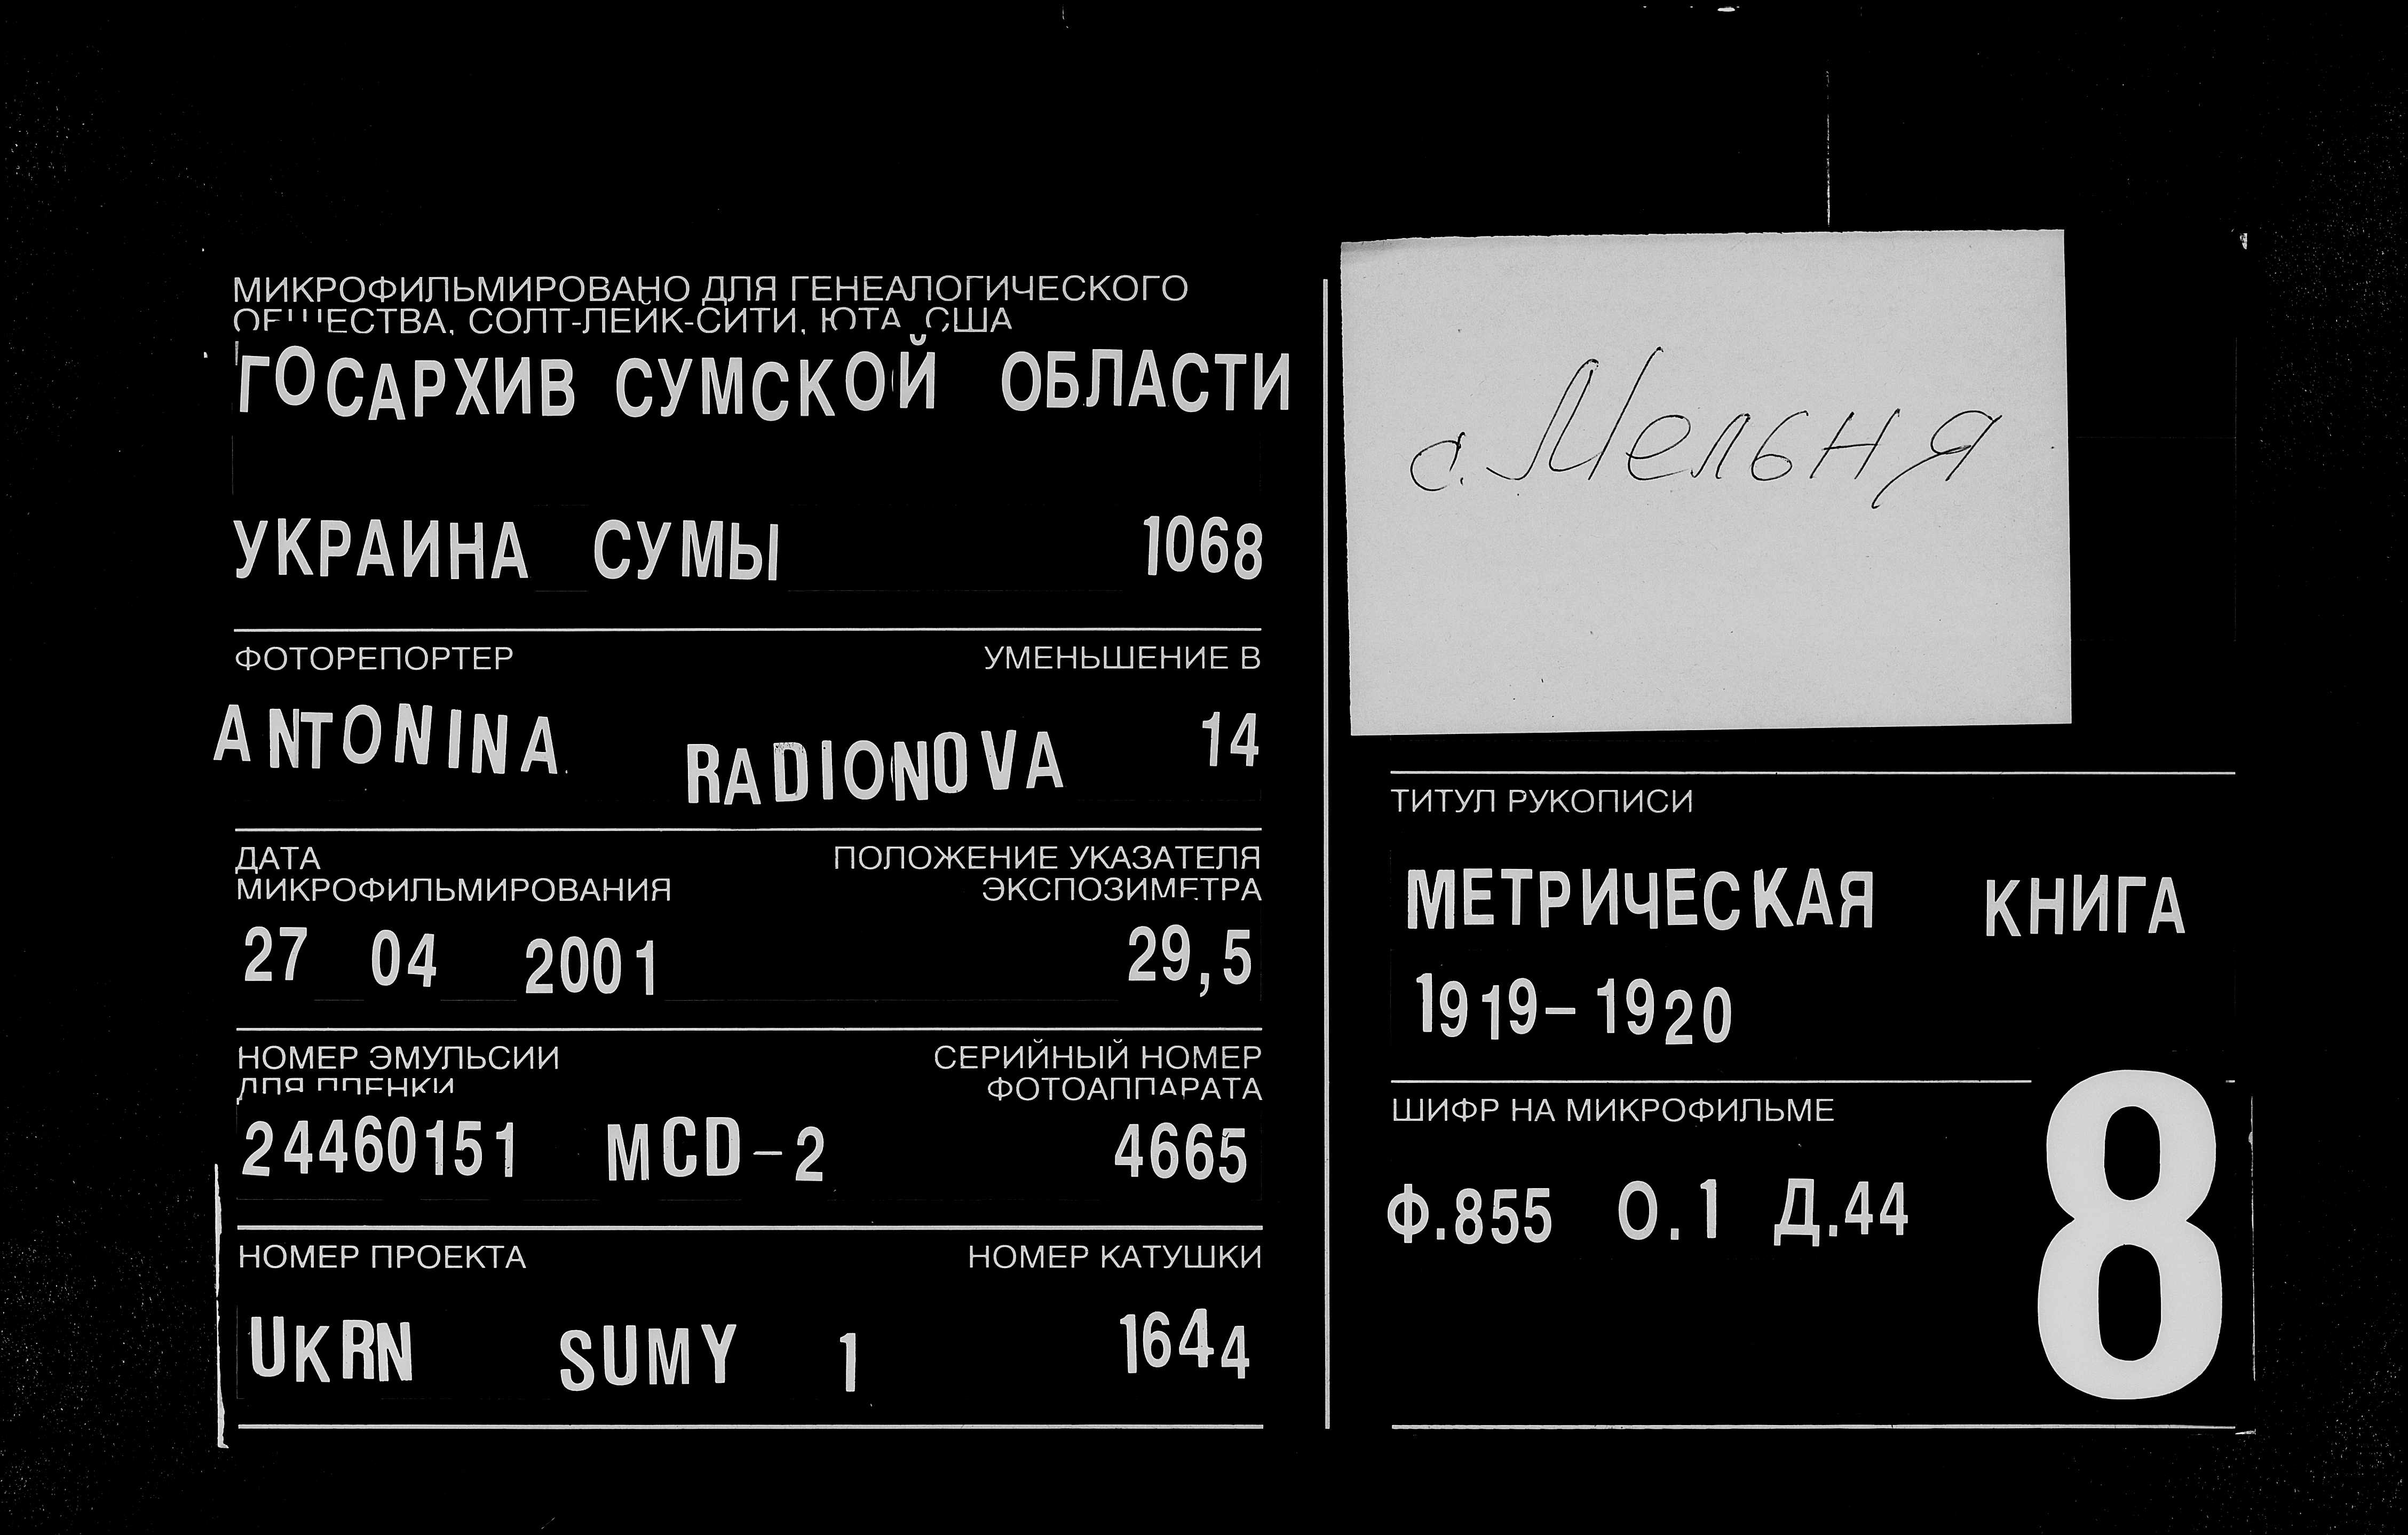 МИКРОФИЛЬМИРОВАНО ДЛЯ ГЕНЕАЛОГИЧЕСКОГО
ОБЩЕСТВА, СОЛТ-ЛЕЙК-СИТИ, ЮТА, США
ГОСАРХИВ СУМСКОЙ ОБЛАСТИ
УКРАИНА СУМЫ 1068
ФОТОРЕПОРТЕР УМЕНЬШЕНИЕ В
ANTONINA RADIONOVA 14
ДАТА ПОЛОЖЕНИЕ УКАЗАТЕЛЯ
МИКРОФИЛЬМИРОВАНИЯ ЭКСПОЗИМЕТРА
27 04 2001 29,5
НОМЕР ЭМУЛЬСИИ СЕРИЙНЫЙ НОМЕР
ДЛЯ ПЛЕНКИ ФОТОАППАРАТА
24460151 MCD-2 4665
НОМЕР ПРОЕКТА НОМЕР КАТУШКИ
UKRN SUMY 1 1644
с. Мельня
ТИТУЛ РУКОПИСИ
МЕТРИЧЕСКАЯ КНИГА
1919-1920
ШИФР НА МИКРОФИЛЬМЕ
Ф.855 О.1 Д.44
8